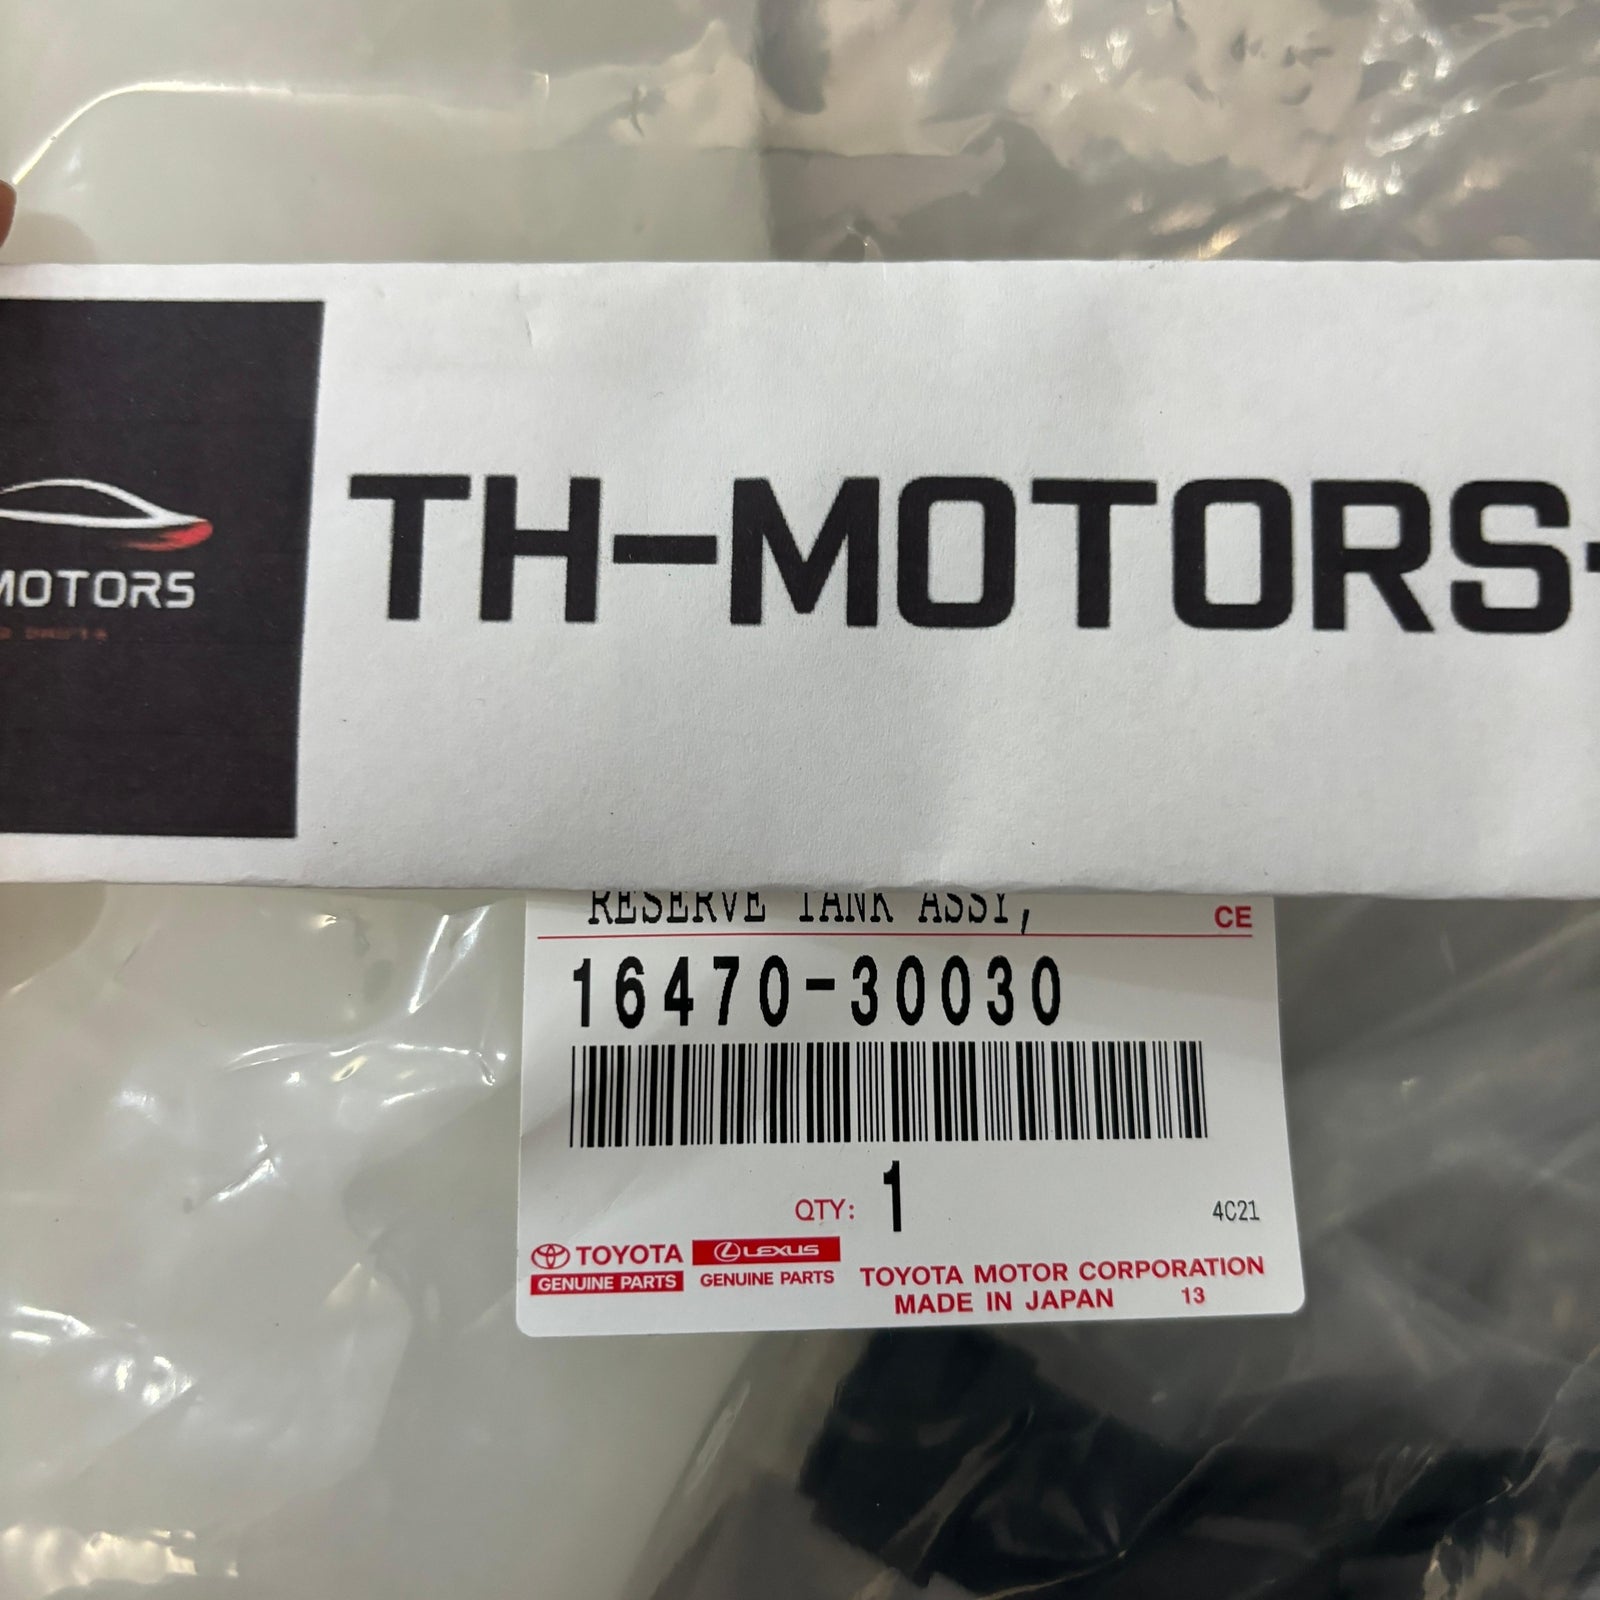 TH-MOTORS-
MOTORS
RESERVE TANK ASSY,
CE
16470-30030
QTY: 1
4C21
TOYOTA
GENUINE PARTS
LEXUS
GENUINE PARTS
TOYOTA MOTOR CORPORATION
MADE IN JAPAN 13